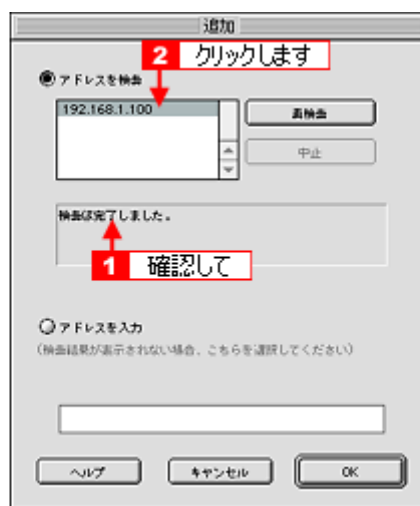 追加
2 クリックします
アドレスを検索
192.168.1.100
再検索
中止
検索は完了しました。
1 確認して
アドレスを入力
(検索結果が表示されない場合、こちらを選択してください)
ヘルプ
キャンセル
OK